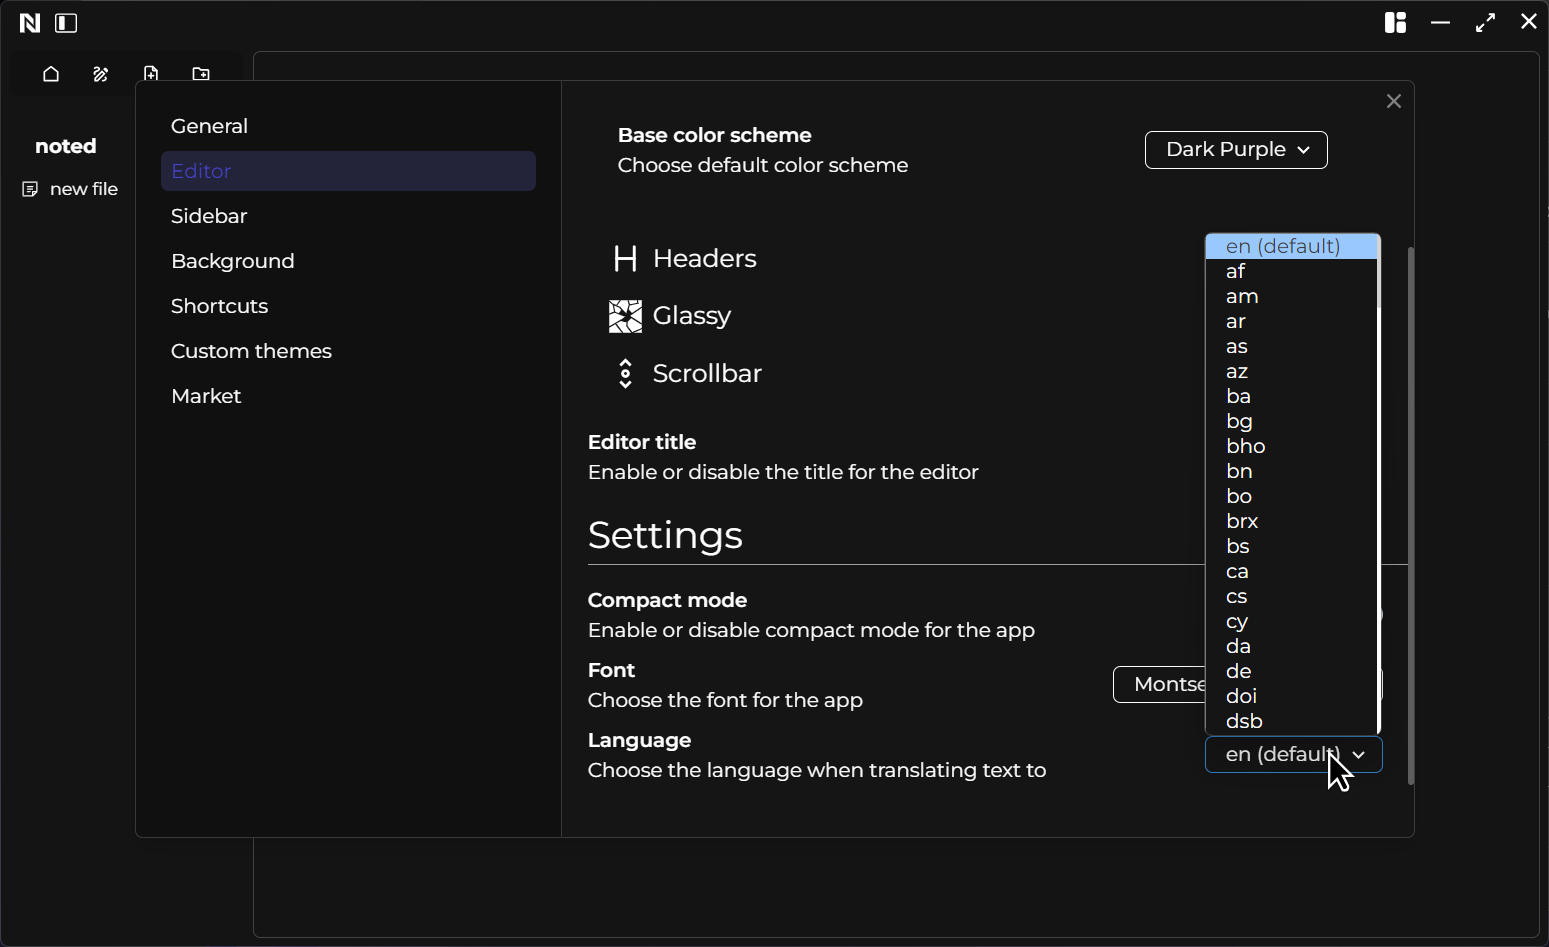 noted
new file
General
Editor
Sidebar
Background
Shortcuts
Custom themes
Market
Base color scheme
Choose default color scheme
Dark Purple
Headers
Glassy
Scrollbar
Editor title
Enable or disable the title for the editor
Settings
Compact mode
Enable or disable compact mode for the app
Font
Choose the font for the app
Montse
Language
Choose the language when translating text to
en (default)
af
am
ar
as
az
ba
bg
bho
bn
bo
brx
bs
ca
cs
cy
da
de
doi
dsb
en (default)